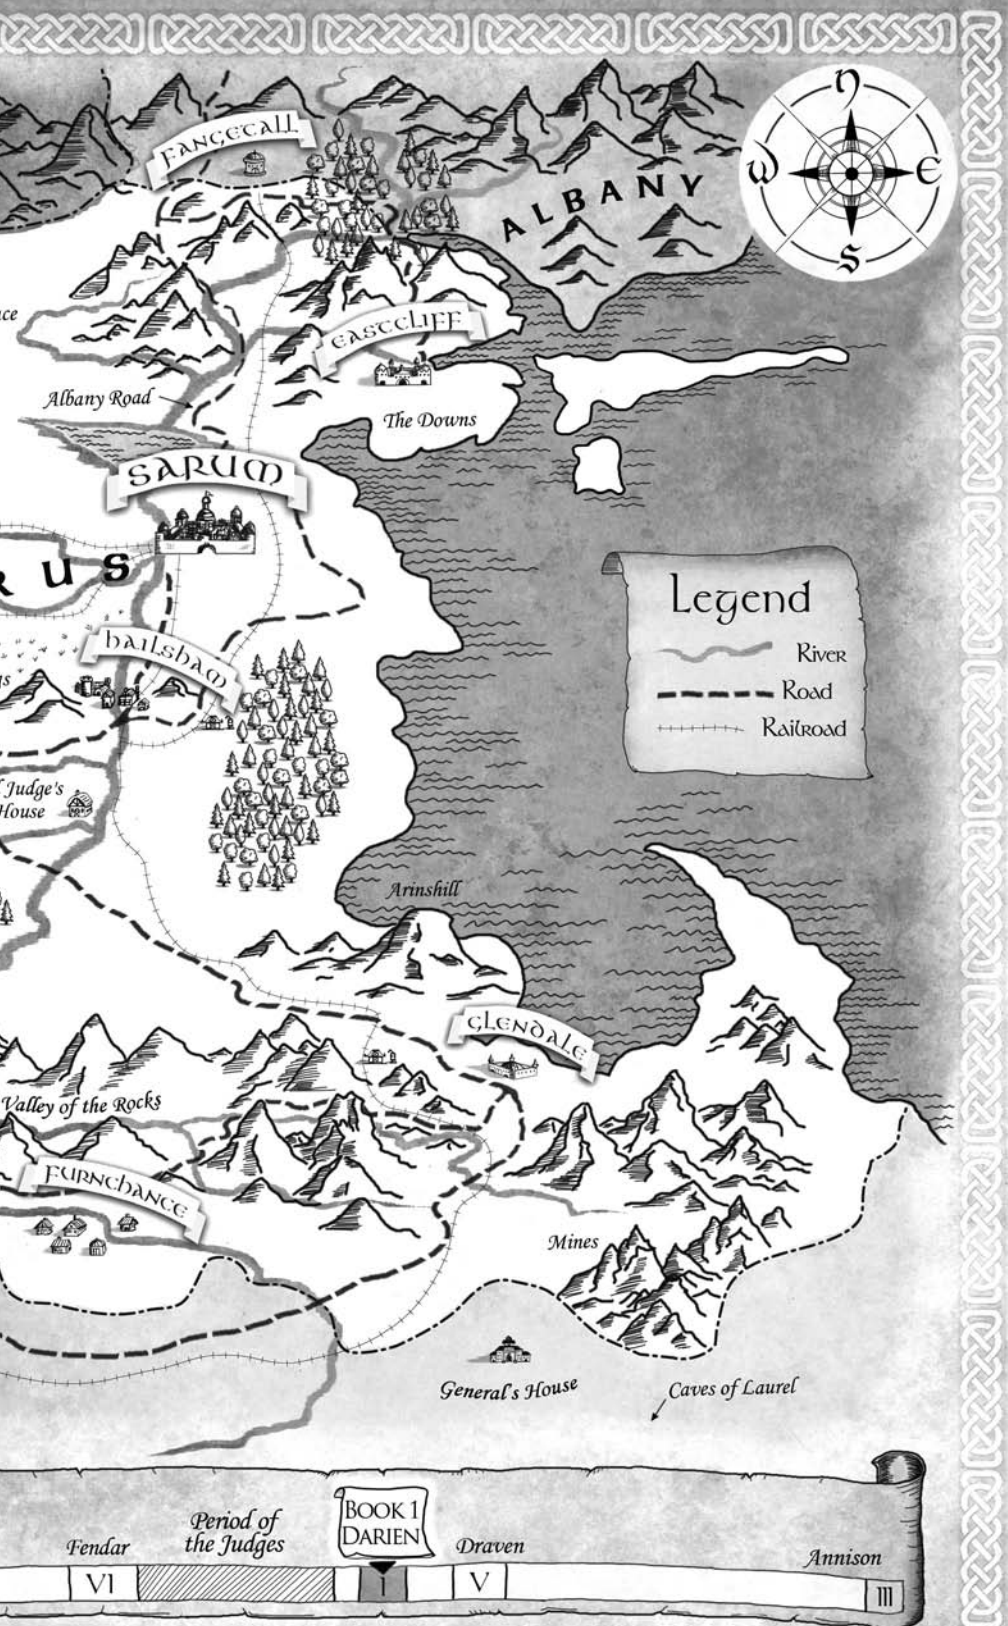 N
W
E
S
FANGETALL
ALBANY
EASTCLIFF
Albany Road
The Downs
SARUM
R U S
HAILSHAM
Legend
River
Road
Railroad
Judge's
House
Arinshill
GLENDALE
Valley of the Rocks
FURNCHANCE
Mines
General's House
Caves of Laurel
BOOK 1
DARIEN
Period of
the Judges
Fendar
Draven
Annison
VI
I
V
III